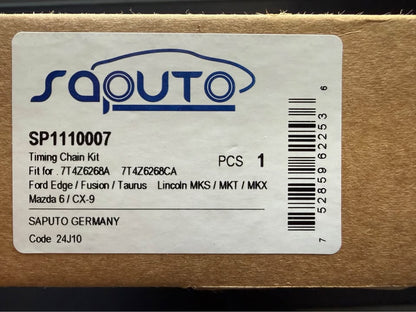 SAPUTO
SP1110007
Timing Chain Kit
PCS 1
Fit for . 7T4Z6268A 7T4Z6268CA
Ford Edge / Fusion / Taurus Lincoln MKS / MKT / MKX
Mazda 6 / CX-9
SAPUTO GERMANY
Code 24J10
7 52859 62253 6